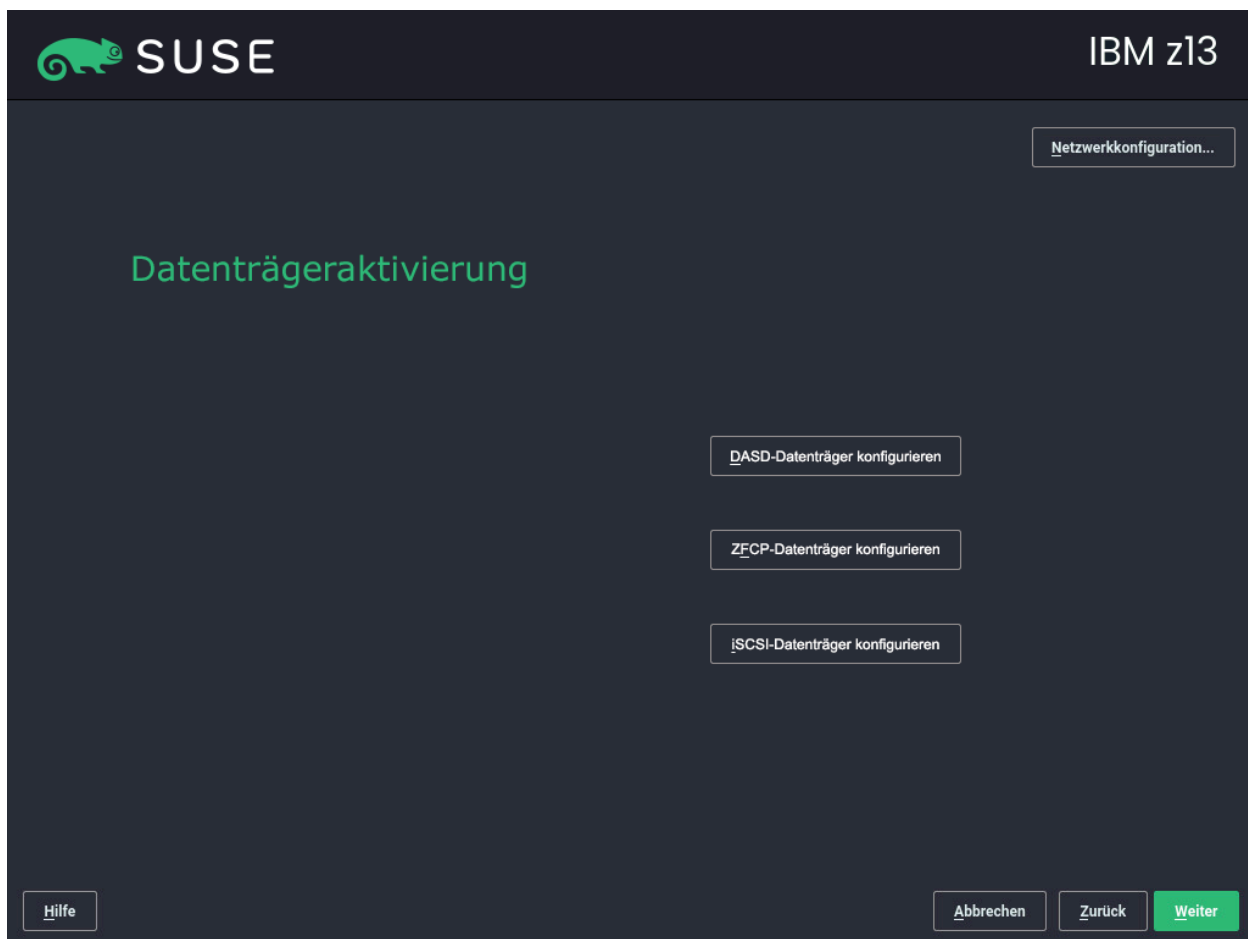 SUSE
IBM z13
Netzwerkkonfiguration...
Datenträgeraktivierung
DASD-Datenträger konfigurieren
ZFCP-Datenträger konfigurieren
iSCSI-Datenträger konfigurieren
Hilfe
Abbrechen
Zurück
Weiter